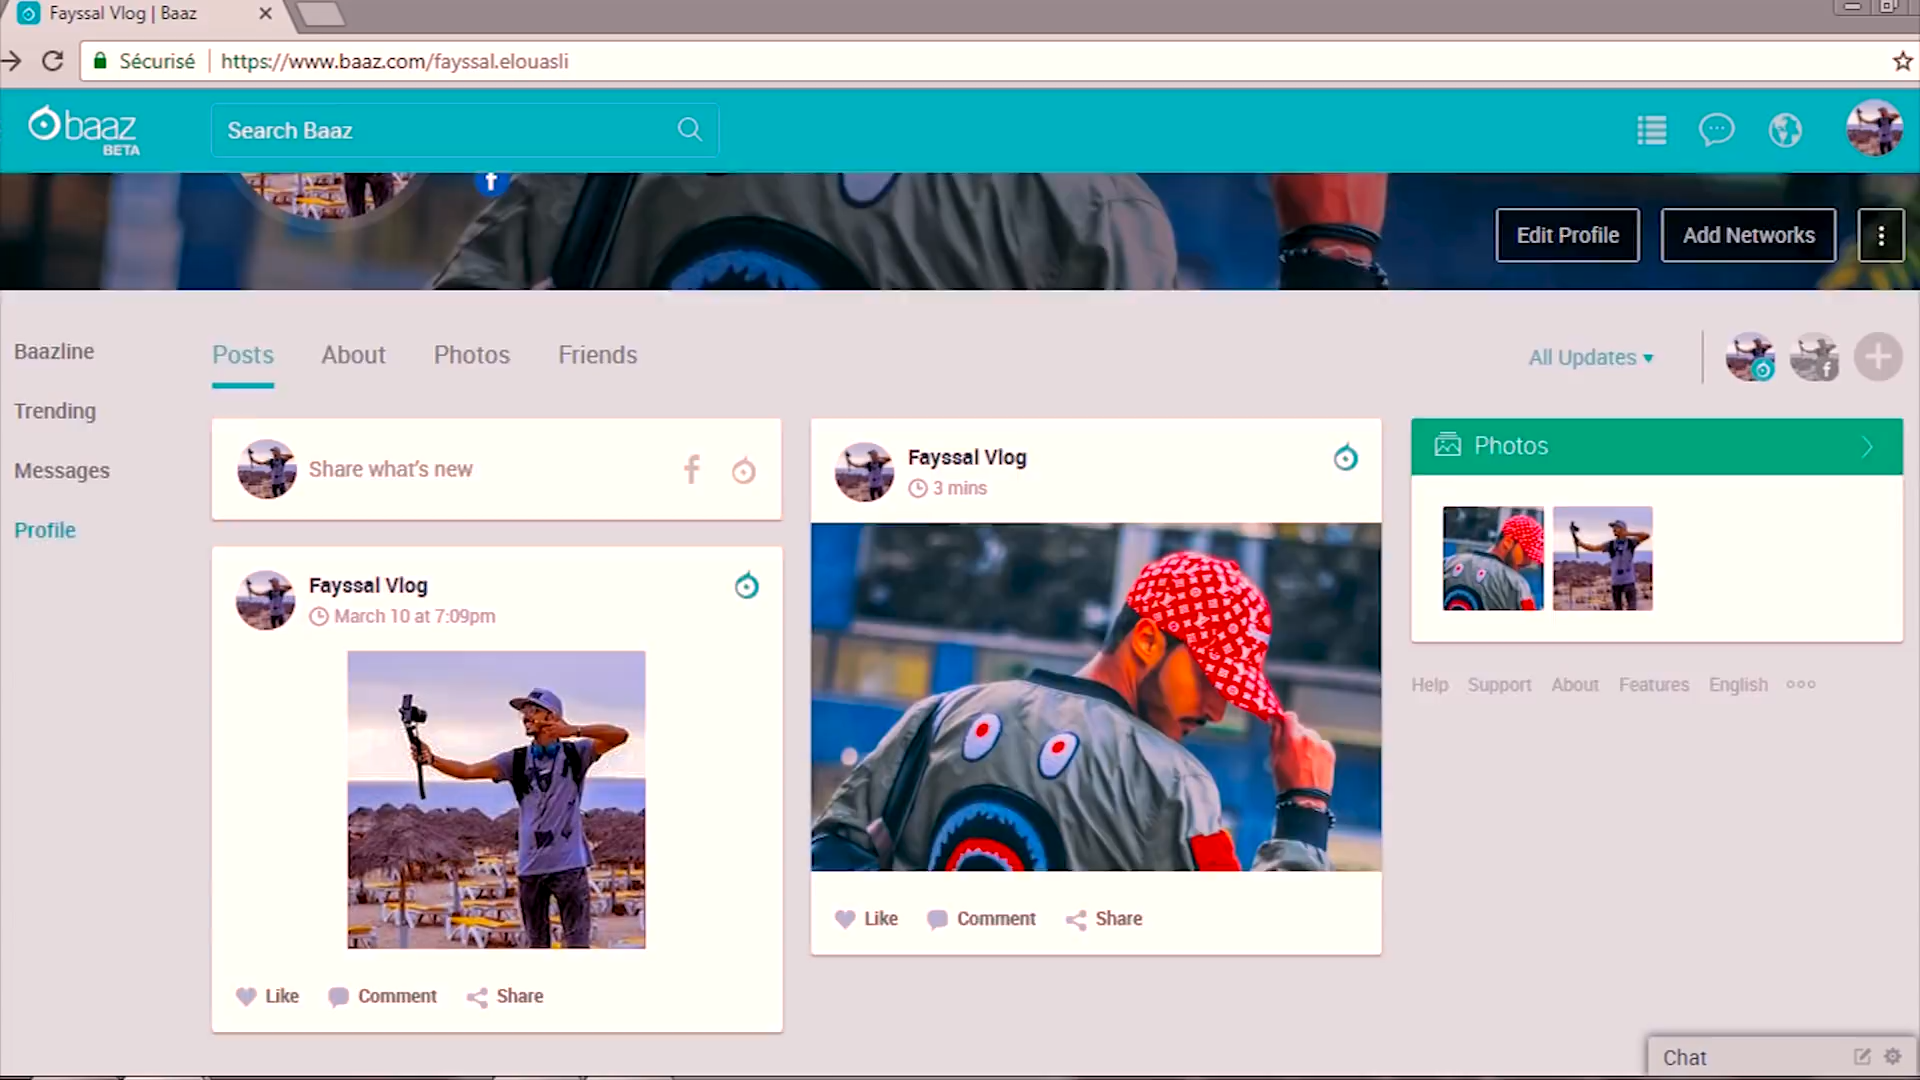 Fayssal Vlog | Baaz
Sécurisé
https://www.baaz.com/fayssal.elouasli
baaz
BETA
Search Baaz
Edit Profile
Add Networks
Baazline
Trending
Messages
Profile
Posts
About
Photos
Friends
All Updates
Share what's new
Fayssal Vlog
March 10 at 7:09pm
Like
Comment
Share
Fayssal Vlog
3 mins
Like
Comment
Share
Photos
Help Support About Features English
Chat